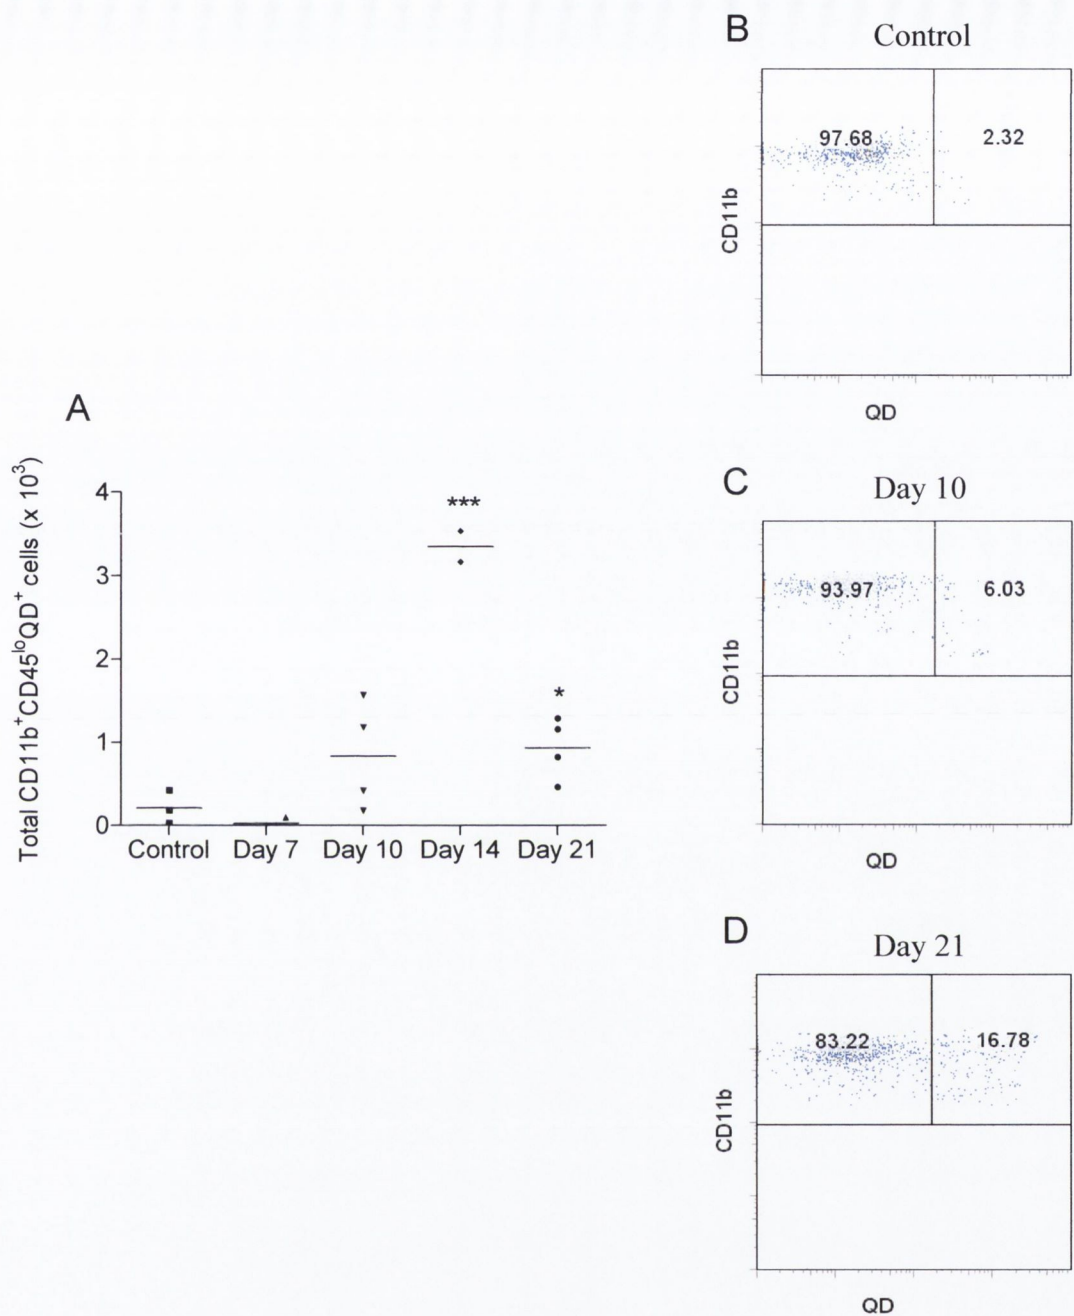 A
Total CD11b⁺CD45ˡᵒQD⁺ cells (x 10³)
4
3
2
1
0
***
*
Control Day 7 Day 10 Day 14 Day 21
B
Control
97.68 2.32
CD11b
QD
C
Day 10
93.97 6.03
CD11b
QD
D
Day 21
83.22 16.78
CD11b
QD